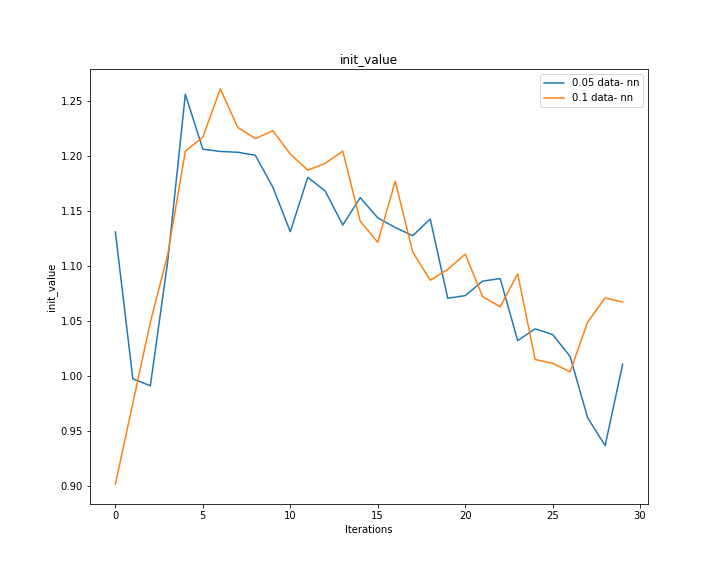 init_value
0.05 data- nn
0.1 data- nn
1.25
1.20
1.15
1.10
1.05
1.00
0.95
0.90
init_value
0 5 10 15 20 25 30
Iterations